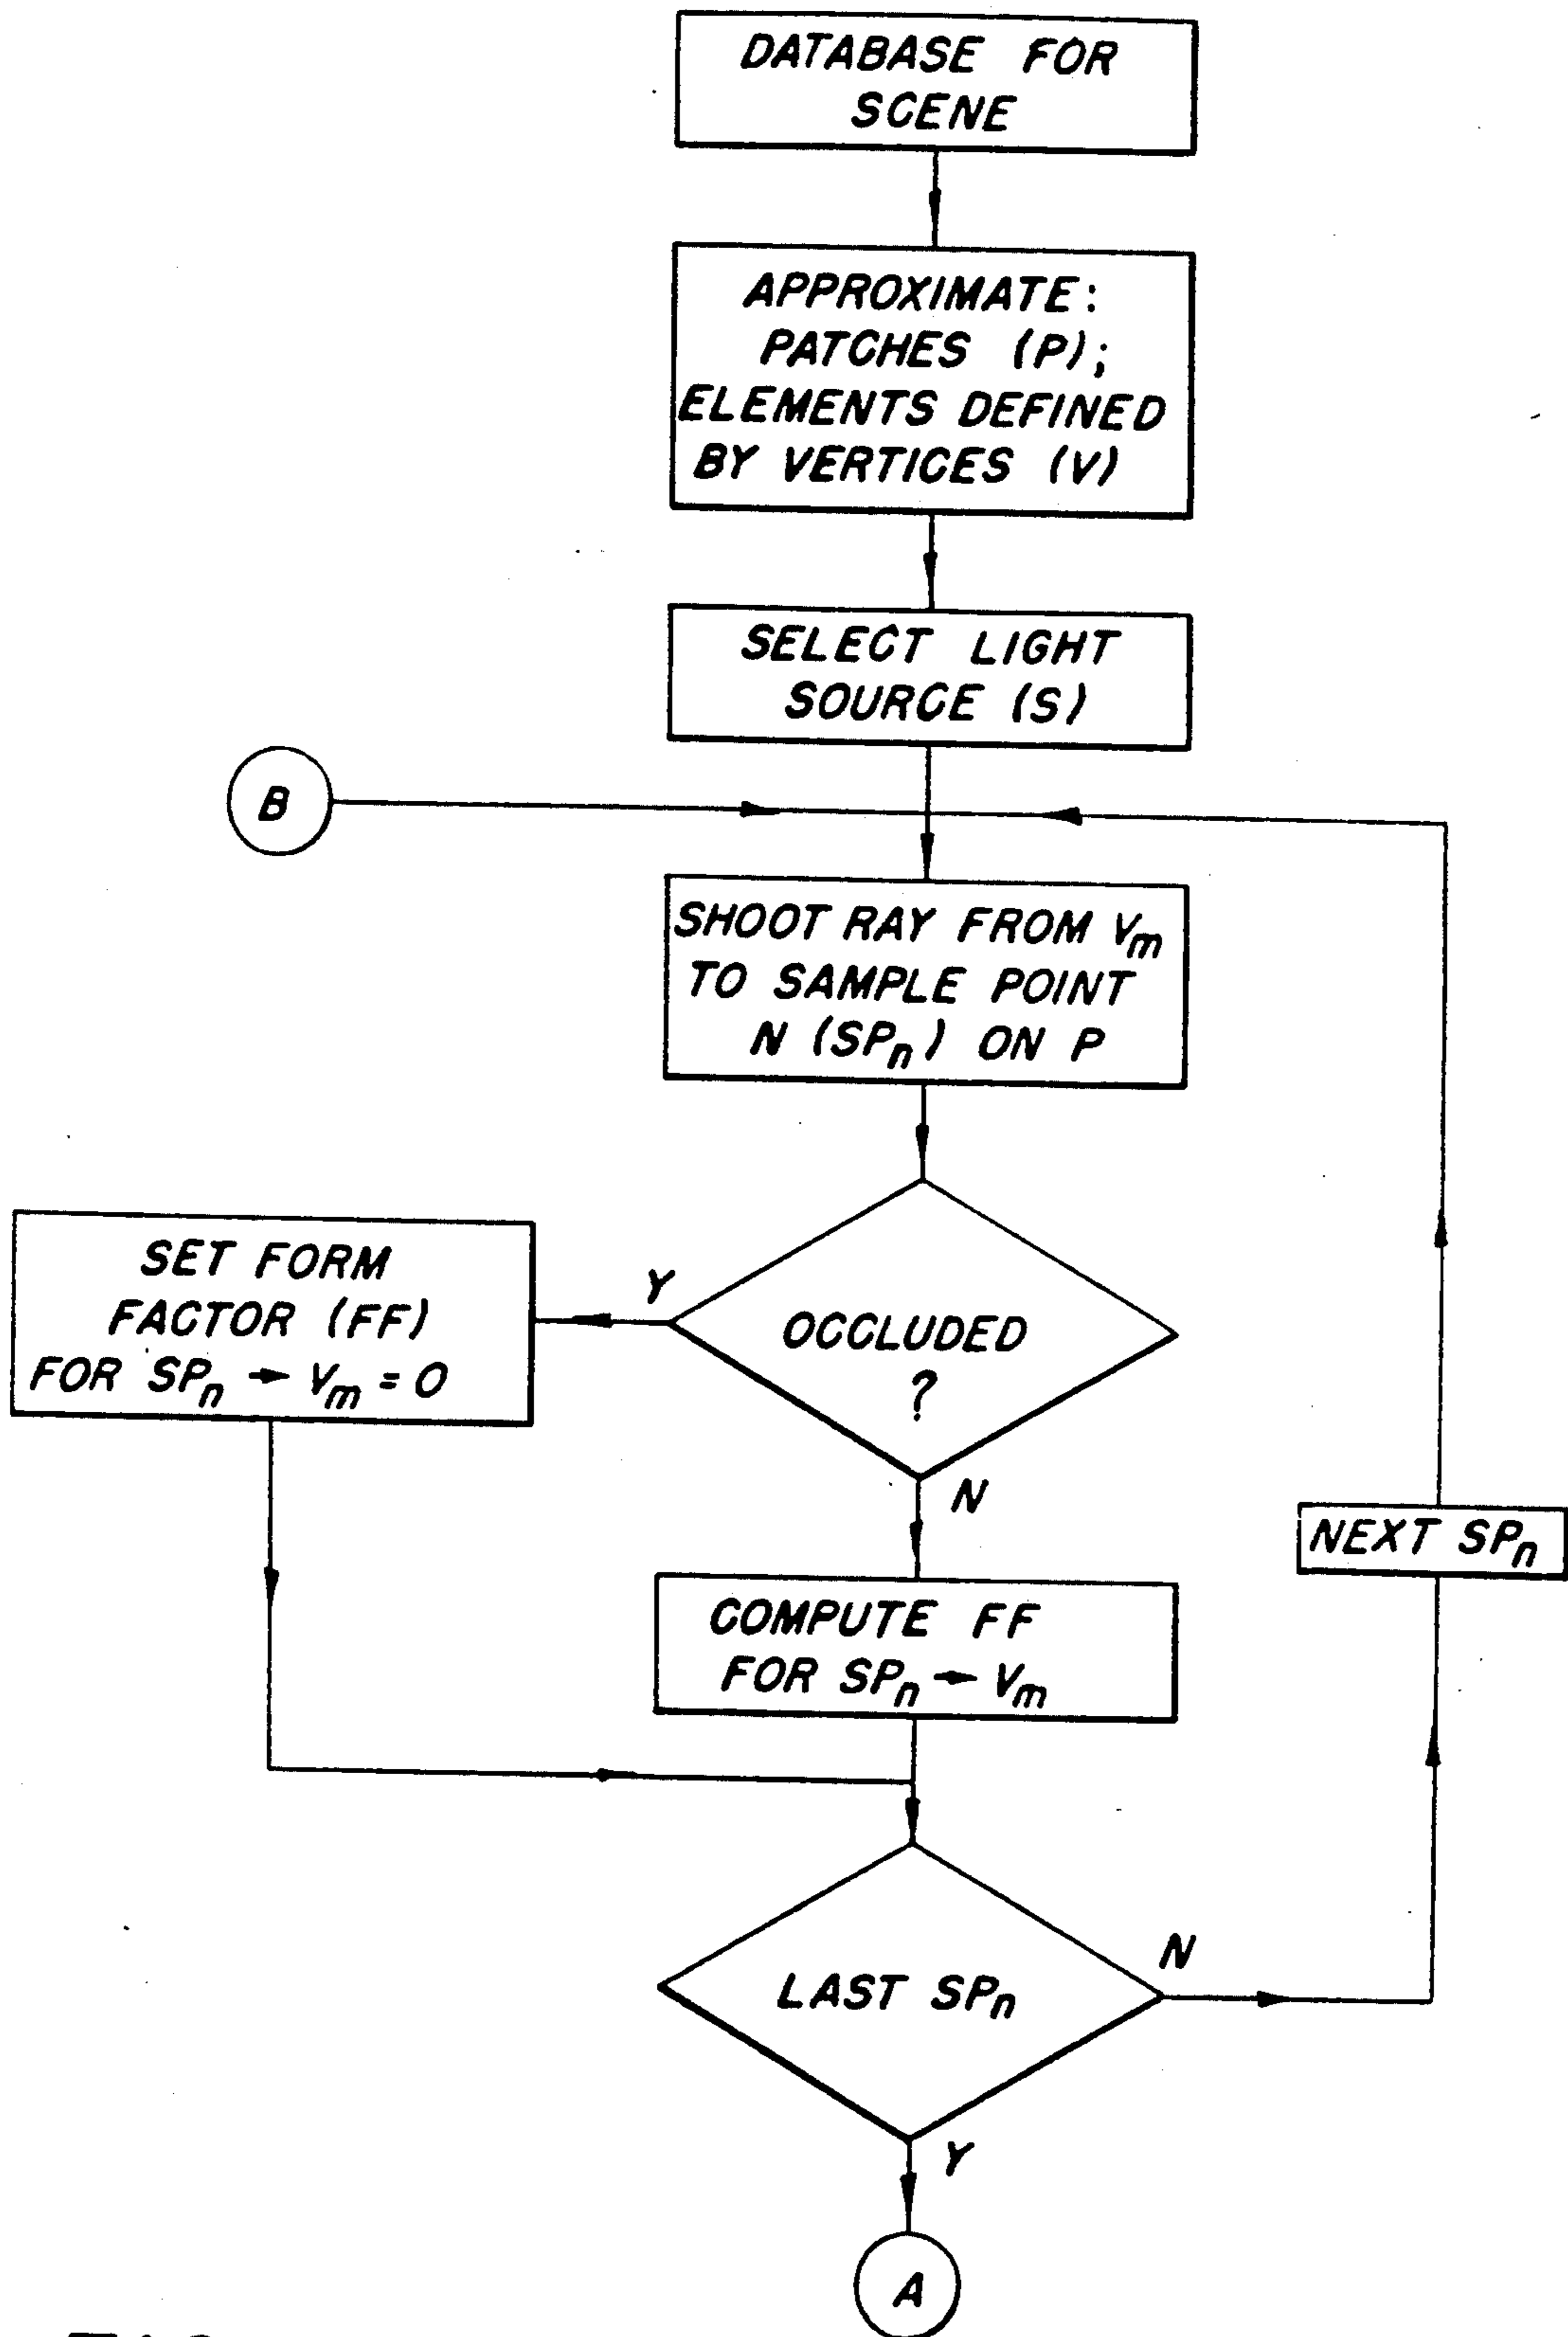 DATABASE FOR
SCENE
APPROXIMATE:
PATCHES (P);
ELEMENTS DEFINED
BY VERTICES (V)
SELECT LIGHT
SOURCE (S)
B
SHOOT RAY FROM Vm
TO SAMPLE POINT
N (SPn) ON P
SET FORM
FACTOR (FF)
FOR SPn → Vm = 0
Y
OCCLUDED
?
N
NEXT SPn
COMPUTE FF
FOR SPn → Vm
LAST SPn
N
Y
A